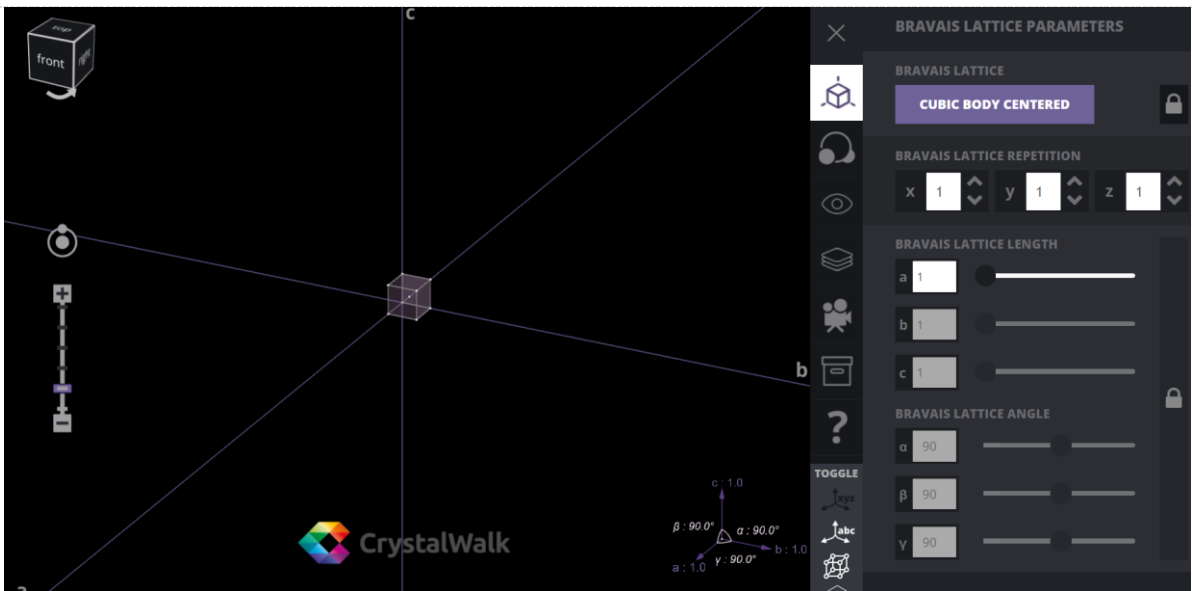 c
BRAVAIS LATTICE PARAMETERS
top
front
right
BRAVAIS LATTICE
CUBIC BODY CENTERED
BRAVAIS LATTICE REPETITION
x 1 y 1 z 1
BRAVAIS LATTICE LENGTH
a 1
b 1
c 1
b
BRAVAIS LATTICE ANGLE
α 90
β 90
γ 90
?
TOGGLE
xyz
abc
c : 1.0
β : 90.0° α : 90.0°
b : 1.0
a : 1.0 γ : 90.0°
CrystalWalk
a